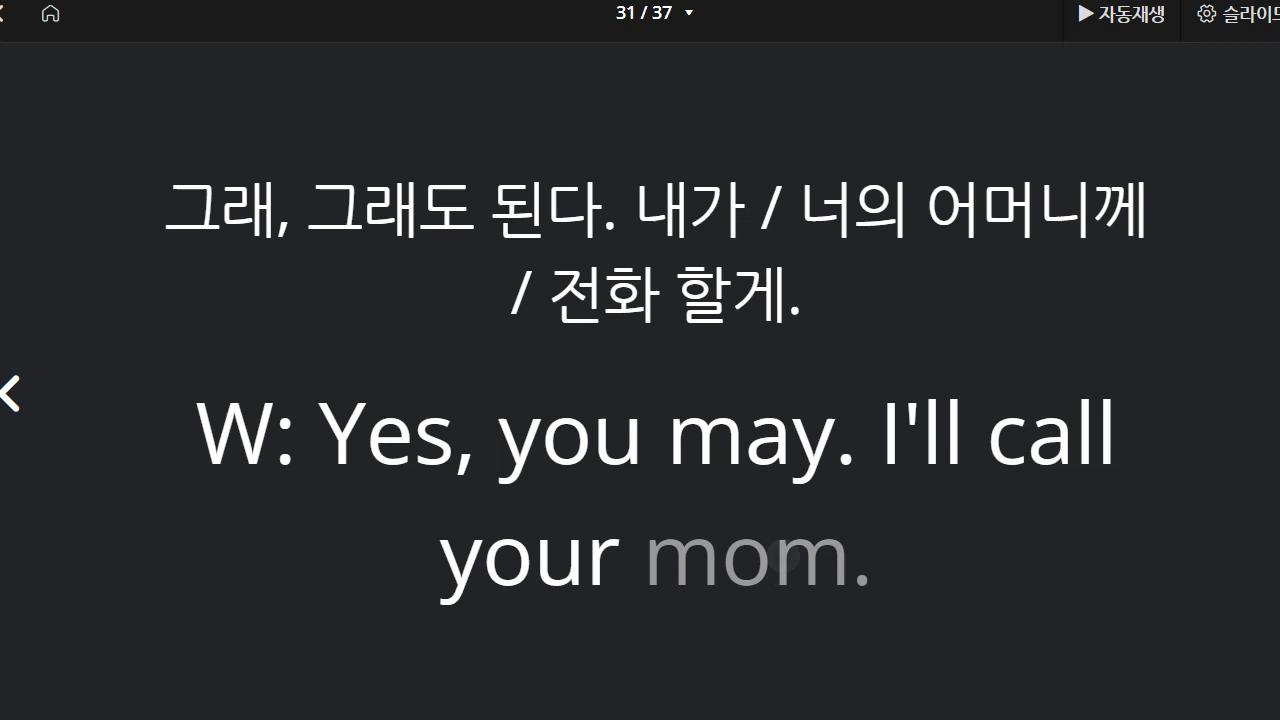 31 / 37
▶ 자동재생
그래, 그래도 된다. 내가 / 너의 어머니께
/ 전화 할게.
W: Yes, you may. I'll call
your mom.